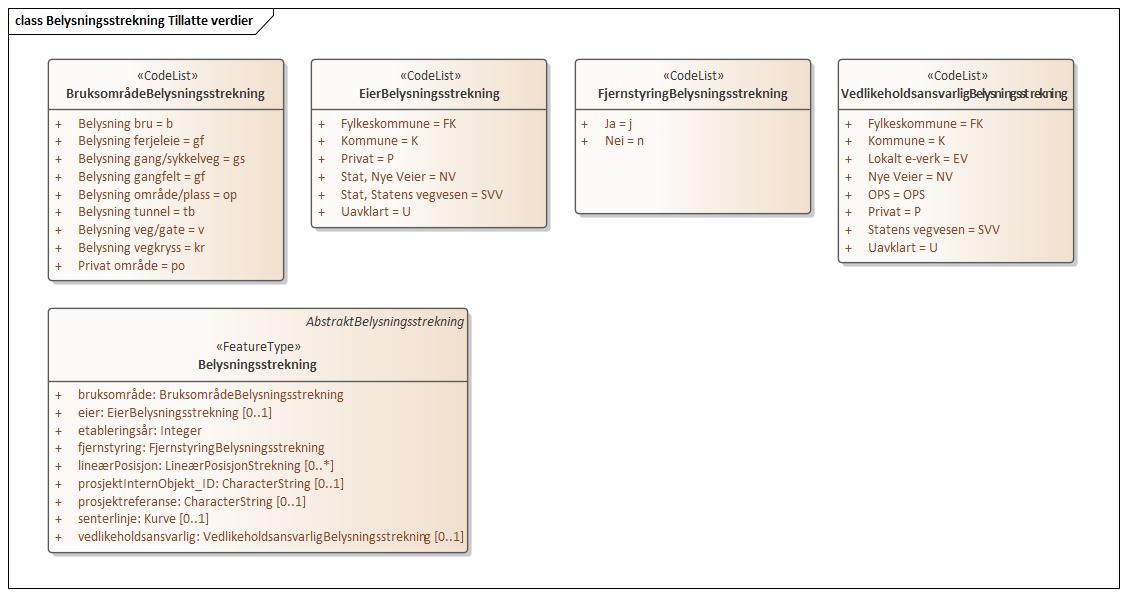 class Belysningsstrekning Tillatte verdier
«CodeList»
BruksområdeBelysningsstrekning
+ Belysning bru = b
+ Belysning ferjeleie = gf
+ Belysning gang/sykkelveg = gs
+ Belysning gangfelt = gf
+ Belysning område/plass = op
+ Belysning tunnel = tb
+ Belysning veg/gate = v
+ Belysning vegkryss = kr
+ Privat område = po
«CodeList»
EierBelysningsstrekning
+ Fylkeskommune = FK
+ Kommune = K
+ Privat = P
+ Stat, Nye Veier = NV
+ Stat, Statens vegvesen = SVV
+ Uavklart = U
«CodeList»
FjernstyringBelysningsstrekning
+ Ja = j
+ Nei = n
«CodeList»
VedlikeholdsansvarligBelysningsstrekning
+ Fylkeskommune = FK
+ Kommune = K
+ Lokalt e-verk = EV
+ Nye Veier = NV
+ OPS = OPS
+ Privat = P
+ Statens vegvesen = SVV
+ Uavklart = U
AbstraktBelysningsstrekning
«FeatureType»
Belysningsstrekning
+ bruksområde: BruksområdeBelysningsstrekning
+ eier: EierBelysningsstrekning [0..1]
+ etableringsår: Integer
+ fjernstyring: FjernstyringBelysningsstrekning
+ lineærPosisjon: LineærPosisjonStrekning [0..*]
+ prosjektInternObjekt_ID: CharacterString [0..1]
+ prosjektreferanse: CharacterString [0..1]
+ senterlinje: Kurve [0..1]
+ vedlikeholdsansvarlig: VedlikeholdsansvarligBelysningsstrekning [0..1]